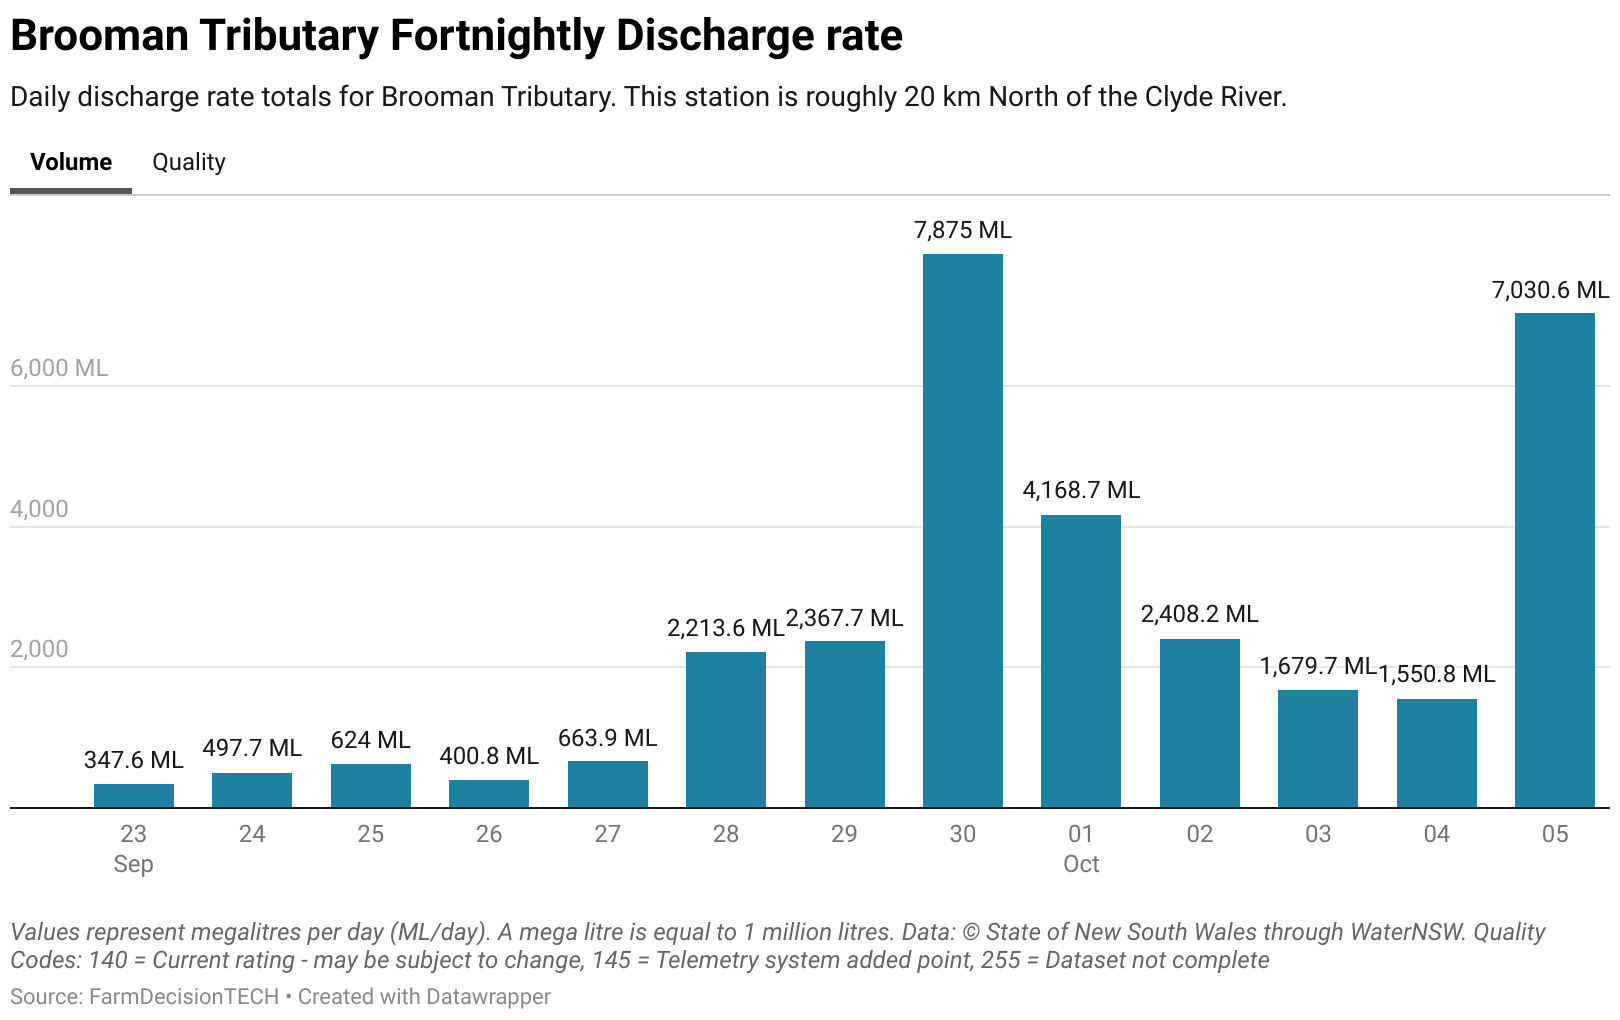 Brooman Tributary Fortnightly Discharge rate
Daily discharge rate totals for Brooman Tributary. This station is roughly 20 km North of the Clyde River.
Volume Quality
7,875 ML
7,030.6 ML
6,000 ML
4,168.7 ML
4,000
2,408.2 ML
2,213.6 ML 2,367.7 ML
2,000
1,679.7 ML 1,550.8 ML
347.6 ML 497.7 ML 624 ML 400.8 ML 663.9 ML
23 24 25 26 27 28 29 30 01 02 03 04 05
Sep Oct
Values represent megalitres per day (ML/day). A mega litre is equal to 1 million litres. Data: © State of New South Wales through WaterNSW. Quality
Codes: 140 = Current rating - may be subject to change, 145 = Telemetry system added point, 255 = Dataset not complete
Source: FarmDecisionTECH • Created with Datawrapper